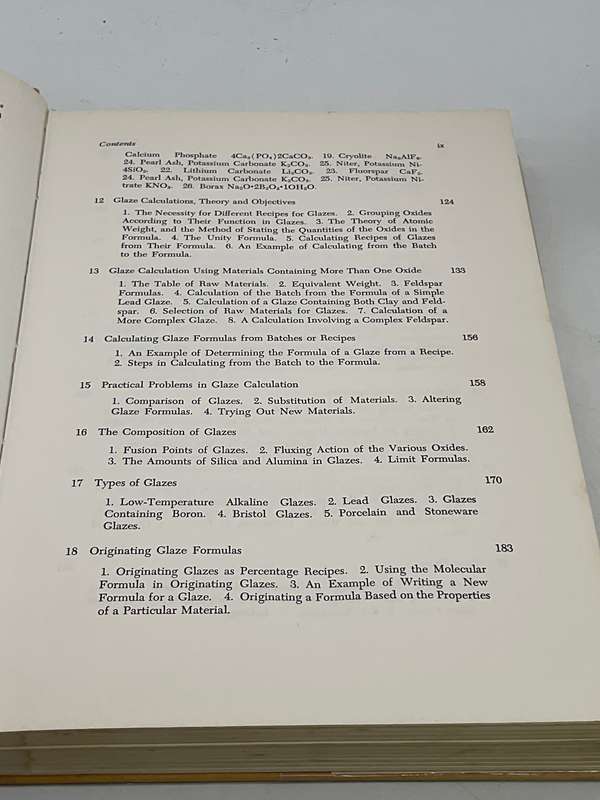 Contents ix
Calcium Phosphate 4Ca₃(PO₄)2CaCO₃. 19. Cryolite Na₃AlF₆.
24. Pearl Ash, Potassium Carbonate K₂CO₃. 25. Niter, Potassium Ni-
4SiO₂. 22. Lithium Carbonate Li₂CO₃. 23. Fluorspar CaF₂.
24. Pearl Ash, Potassium Carbonate K₂CO₃. 25. Niter, Potassium Ni-
trate KNO₃. 26. Borax Na₂O•2B₂O₃•10H₂O.
12 Glaze Calculations, Theory and Objectives 124
1. The Necessity for Different Recipes for Glazes. 2. Grouping Oxides
According to Their Function in Glazes. 3. The Theory of Atomic
Weight, and the Method of Stating the Quantities of the Oxides in the
Formula. 4. The Unity Formula. 5. Calculating Recipes of Glazes
from Their Formula. 6. An Example of Calculating from the Batch
to the Formula.
13 Glaze Calculation Using Materials Containing More Than One Oxide 133
1. The Table of Raw Materials. 2. Equivalent Weight. 3. Feldspar
Formulas. 4. Calculation of the Batch from the Formula of a Simple
Lead Glaze. 5. Calculation of a Glaze Containing Both Clay and Feld-
spar. 6. Selection of Raw Materials for Glazes. 7. Calculation of a
More Complex Glaze. 8. A Calculation Involving a Complex Feldspar.
14 Calculating Glaze Formulas from Batches or Recipes 156
1. An Example of Determining the Formula of a Glaze from a Recipe.
2. Steps in Calculating from the Batch to the Formula.
15 Practical Problems in Glaze Calculation 158
1. Comparison of Glazes. 2. Substitution of Materials. 3. Altering
Glaze Formulas. 4. Trying Out New Materials.
16 The Composition of Glazes 162
1. Fusion Points of Glazes. 2. Fluxing Action of the Various Oxides.
3. The Amounts of Silica and Alumina in Glazes. 4. Limit Formulas.
17 Types of Glazes 170
1. Low-Temperature Alkaline Glazes. 2. Lead Glazes. 3. Glazes
Containing Boron. 4. Bristol Glazes. 5. Porcelain and Stoneware
Glazes.
18 Originating Glaze Formulas 183
1. Originating Glazes as Percentage Recipes. 2. Using the Molecular
Formula in Originating Glazes. 3. An Example of Writing a New
Formula for a Glaze. 4. Originating a Formula Based on the Properties
of a Particular Material.